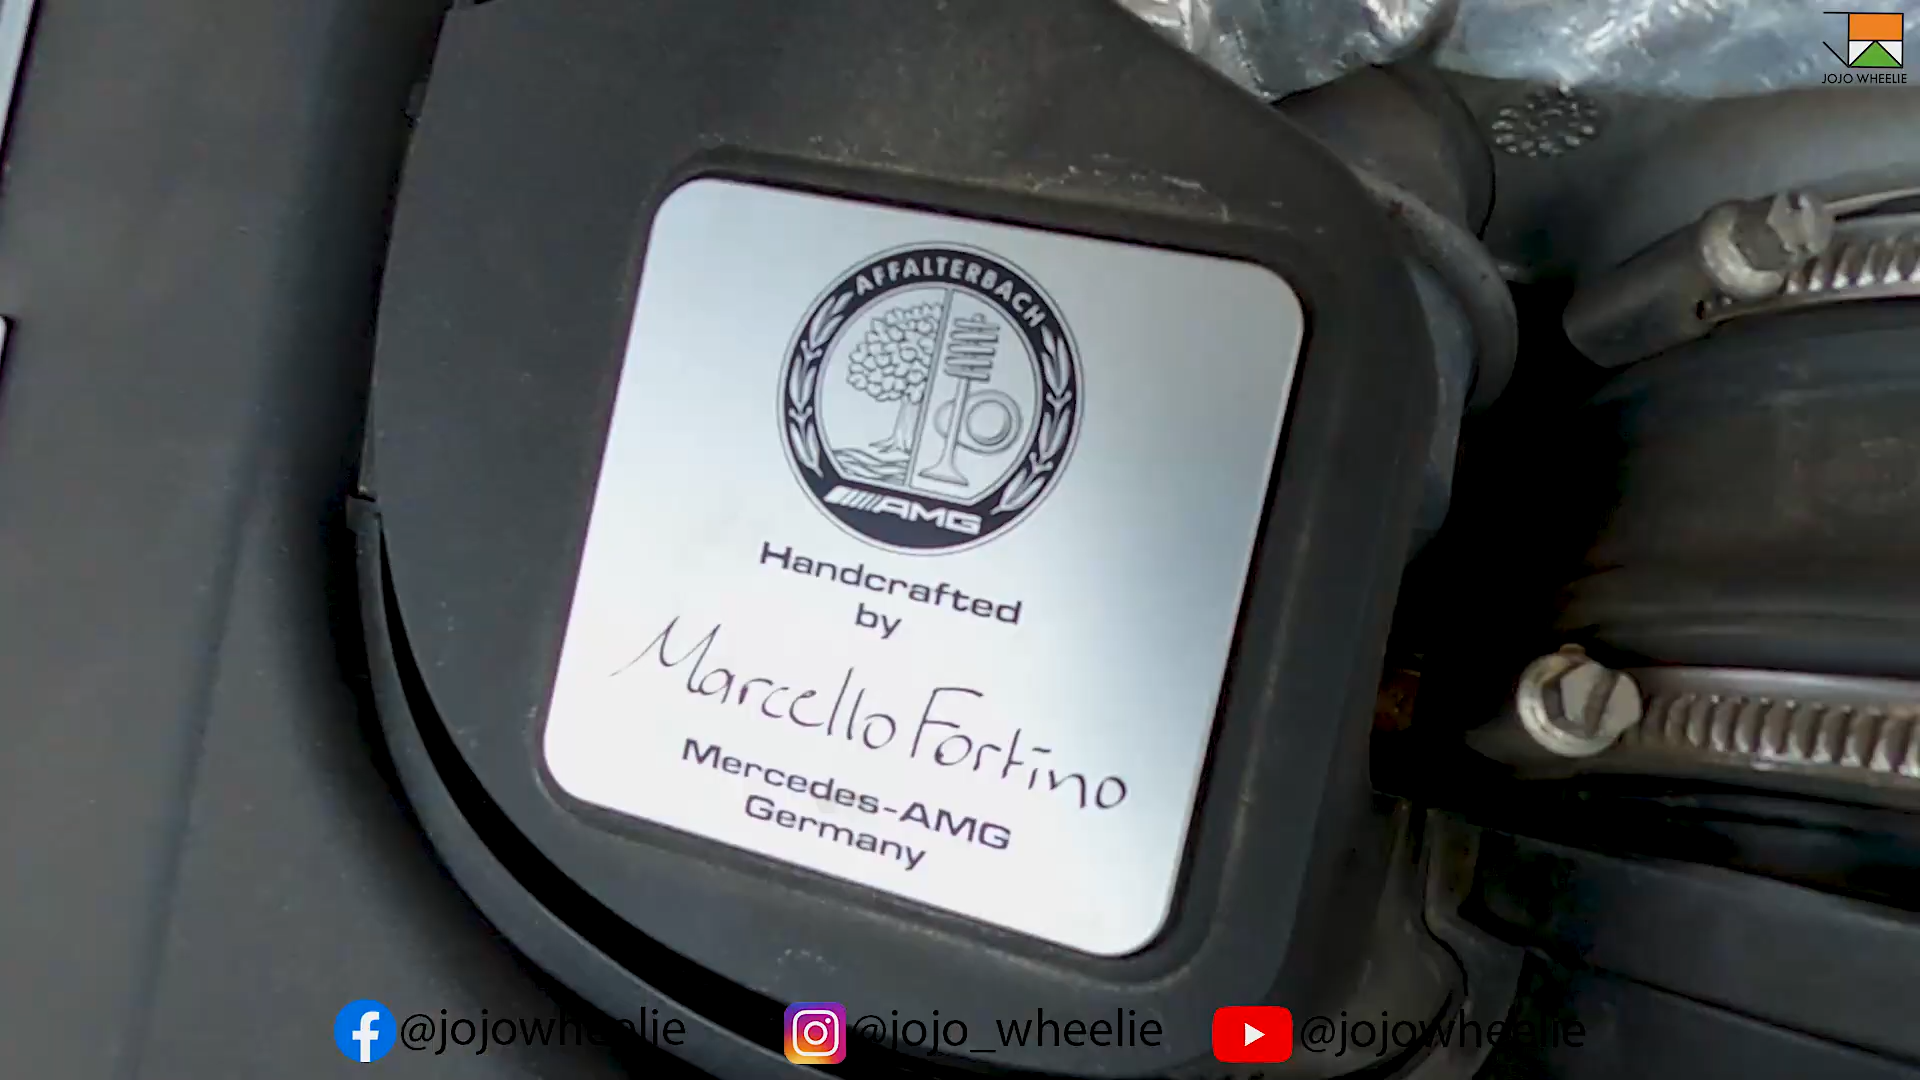 JOJO WHEELIE
AFFALTERBACH
AMG
Handcrafted
by
Marcello Fortino
Mercedes-AMG
Germany
@jojowheelie
@jojo_wheelie
@jojowheelie